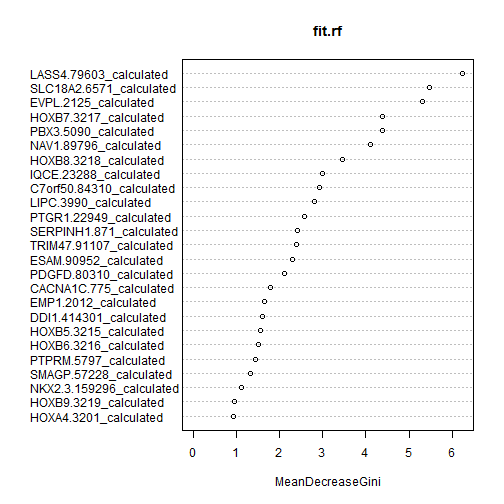 fit.rf
LASS4.79603_calculated
SLC18A2.6571_calculated
EVPL.2125_calculated
HOXB7.3217_calculated
PBX3.5090_calculated
NAV1.89796_calculated
HOXB8.3218_calculated
IQCE.23288_calculated
C7orf50.84310_calculated
LIPC.3990_calculated
PTGR1.22949_calculated
SERPINH1.871_calculated
TRIM47.91107_calculated
ESAM.90952_calculated
PDGFD.80310_calculated
CACNA1C.775_calculated
EMP1.2012_calculated
DDI1.414301_calculated
HOXB5.3215_calculated
HOXB6.3216_calculated
PTPRM.5797_calculated
SMAGP.57228_calculated
NKX2.3.159296_calculated
HOXB9.3219_calculated
HOXA4.3201_calculated
0 1 2 3 4 5 6
MeanDecreaseGini